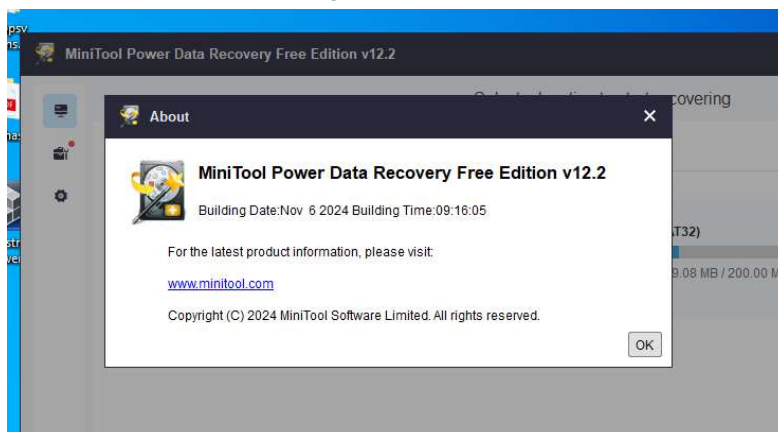 MiniTool Power Data Recovery Free Edition v12.2
covering
About
MiniTool Power Data Recovery Free Edition v12.2
Building Date:Nov 6 2024 Building Time:09:16:05
For the latest product information, please visit:
www.minitool.com
Copyright (C) 2024 MiniTool Software Limited. All rights reserved.
OK
T32)
9.08 MB / 200.00 M